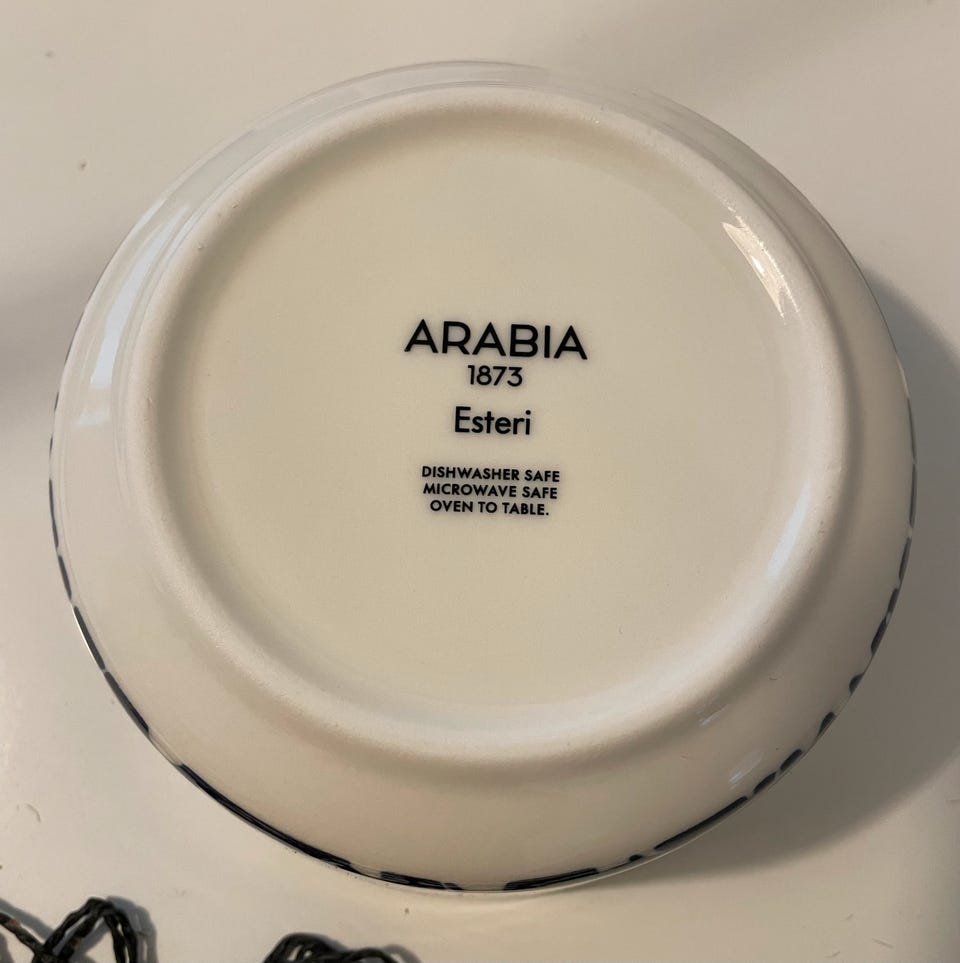 ARABIA
1873
Esteri
DISHWASHER SAFE
MICROWAVE SAFE
OVEN TO TABLE.